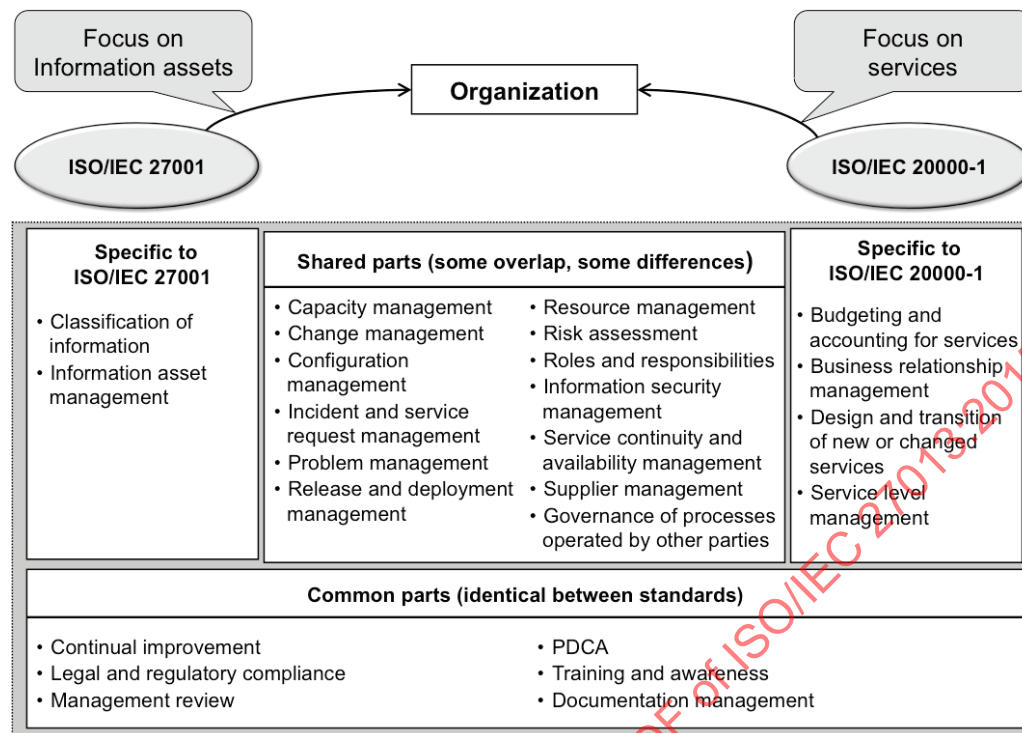 Focus on
Information assets
Focus on
services
Organization
ISO/IEC 27001
ISO/IEC 20000-1
Specific to
ISO/IEC 27001
• Classification of
information
• Information asset
management
Shared parts (some overlap, some differences)
• Capacity management
• Change management
• Configuration
management
• Incident and service
request management
• Problem management
• Release and deployment
management
• Resource management
• Risk assessment
• Roles and responsibilities
• Information security
management
• Service continuity and
availability management
• Supplier management
• Governance of processes
operated by other parties
Specific to
ISO/IEC 20000-1
• Budgeting and
accounting for services
• Business relationship
management
• Design and transition
of new or changed
services
• Service level
management
Common parts (identical between standards)
• Continual improvement
• Legal and regulatory compliance
• Management review
• PDCA
• Training and awareness
• Documentation management
of ISO/IEC 27013:201